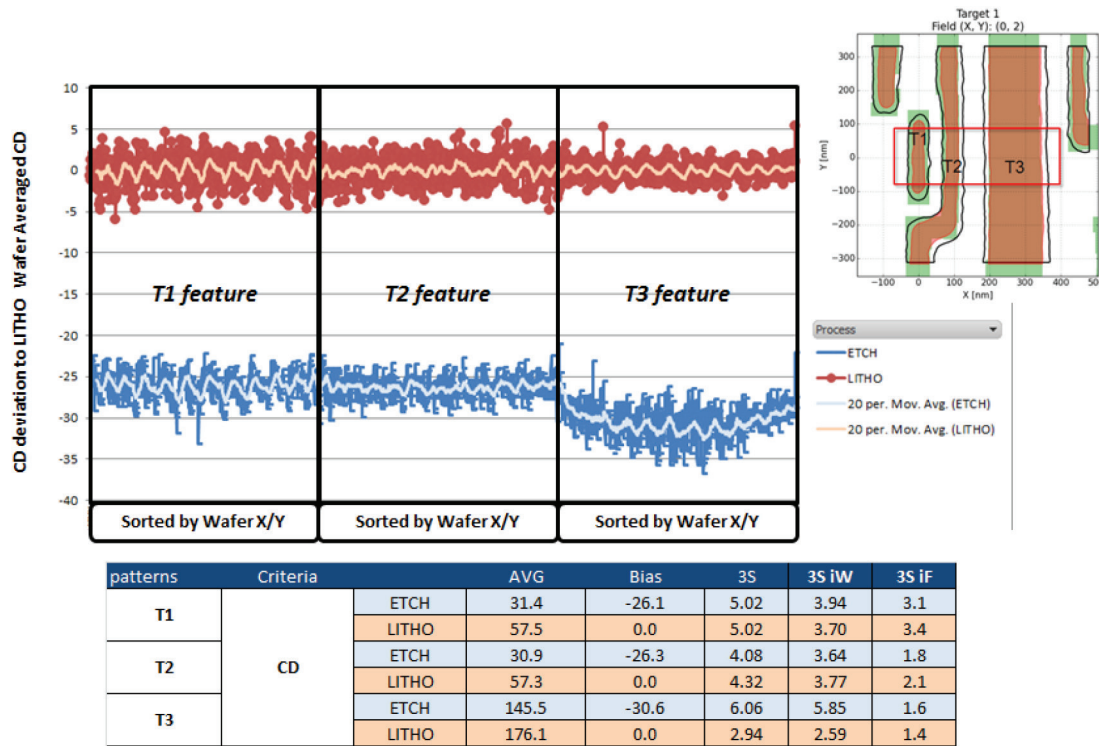 Target 1
Field (X, Y): (0, 2)
300
200
100
0
−100
−200
−300
Y [nm]
T1
T2
T3
−100 0 100 200 300 400
X [nm]
CD deviation to LITHO Wafer Averaged CD
10
5
0
-5
-10
-15
-20
-25
-30
-35
-40
T1 feature T2 feature T3 feature
Sorted by Wafer X/Y Sorted by Wafer X/Y Sorted by Wafer X/Y
Process
ETCH
LITHO
20 per. Mov. Avg. (ETCH)
20 per. Mov. Avg. (LITHO)
patterns Criteria AVG Bias 3S 3S iW 3S iF
T1 CD ETCH 31.4 -26.1 5.02 3.94 3.1
LITHO 57.5 0.0 5.02 3.70 3.4
T2 ETCH 30.9 -26.3 4.08 3.64 1.8
LITHO 57.3 0.0 4.32 3.77 2.1
T3 ETCH 145.5 -30.6 6.06 5.85 1.6
LITHO 176.1 0.0 2.94 2.59 1.4